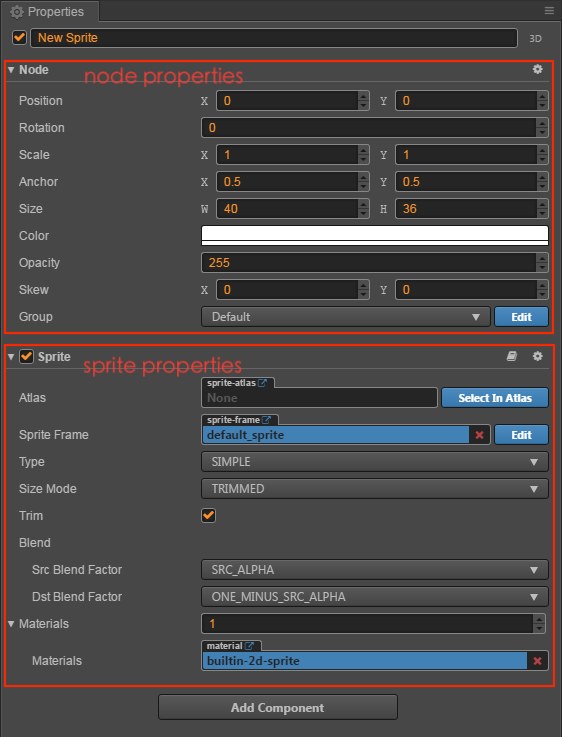 Properties
New Sprite 3D
Node
node properties
Position X 0 Y 0
Rotation 0
Scale X 1 Y 1
Anchor X 0.5 Y 0.5
Size W 40 H 36
Color
Opacity 255
Skew X 0 Y 0
Group Default Edit
Sprite
sprite properties
sprite-atlas
Atlas None Select In Atlas
sprite-frame
Sprite Frame default_sprite Edit
Type SIMPLE
Size Mode TRIMMED
Trim
Blend
Src Blend Factor SRC_ALPHA
Dst Blend Factor ONE_MINUS_SRC_ALPHA
Materials 1
material
Materials builtin-2d-sprite
Add Component